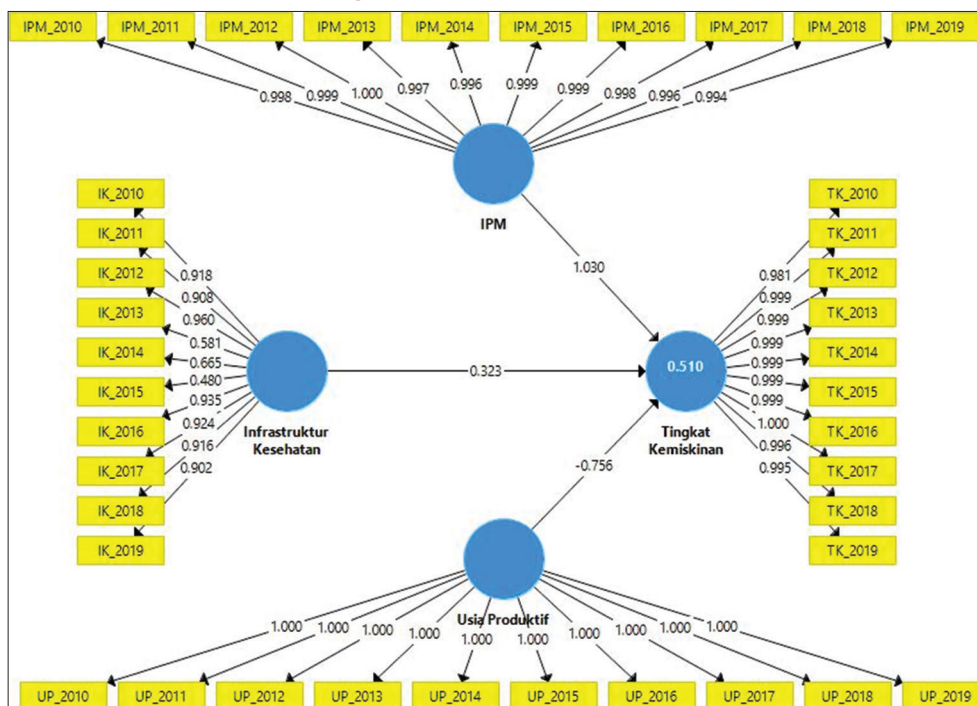 IPM_2010 IPM_2011 IPM_2012 IPM_2013 IPM_2014 IPM_2015 IPM_2016 IPM_2017 IPM_2018 IPM_2019
0.998 0.999 1.000 0.997 0.996 0.999 0.999 0.998 0.996 0.994
IPM
1.030
IK_2010
IK_2011
IK_2012
IK_2013
IK_2014
IK_2015
IK_2016
IK_2017
IK_2018
IK_2019
0.918
0.908
0.960
0.581
0.665
0.480
0.935
0.924
0.916
0.902
Infrastruktur
Kesehatan
0.323
0.510
Tingkat
Kemiskinan
0.981
0.999
0.999
0.999
0.999
0.999
0.999
1.000
0.996
0.995
TK_2010
TK_2011
TK_2012
TK_2013
TK_2014
TK_2015
TK_2016
TK_2017
TK_2018
TK_2019
-0.756
Usia Produktif
1.000 1.000 1.000 1.000 1.000 1.000 1.000 1.000 1.000 1.000
UP_2010 UP_2011 UP_2012 UP_2013 UP_2014 UP_2015 UP_2016 UP_2017 UP_2018 UP_2019